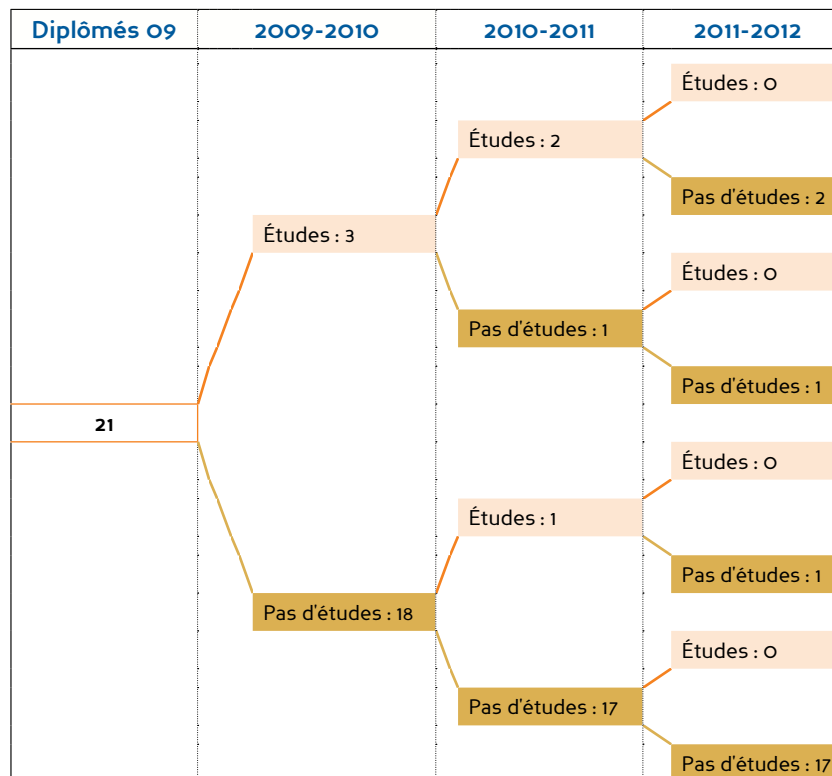 Diplômés 09 2009-2010 2010-2011 2011-2012
Études : 0
Études : 2
Pas d'études : 2
Études : 3
Études : 0
Pas d'études : 1
Pas d'études : 1
21
Études : 0
Études : 1
Pas d'études : 1
Pas d'études : 18
Études : 0
Pas d'études : 17
Pas d'études : 17